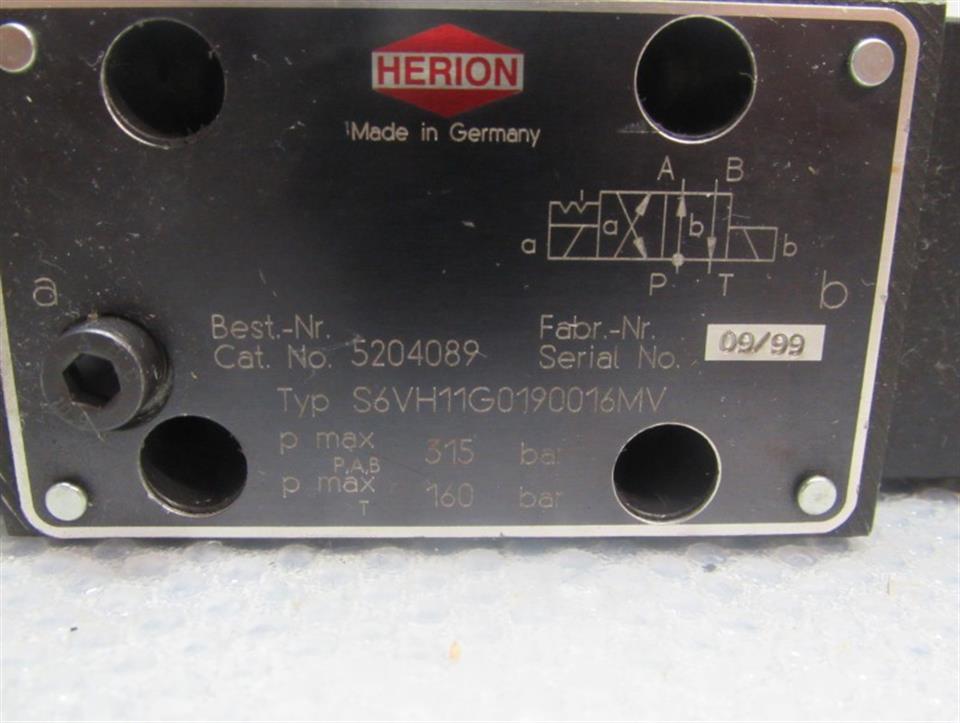 HERION
Made in Germany
A B
a a b b
P T
a b
Best.-Nr. Fabr.-Nr.
Cat. No. 5204089 Serial No. 09/99
Typ S6VH11G0190016MV
p max 315 bar
P,A,B
p max 160 bar
T